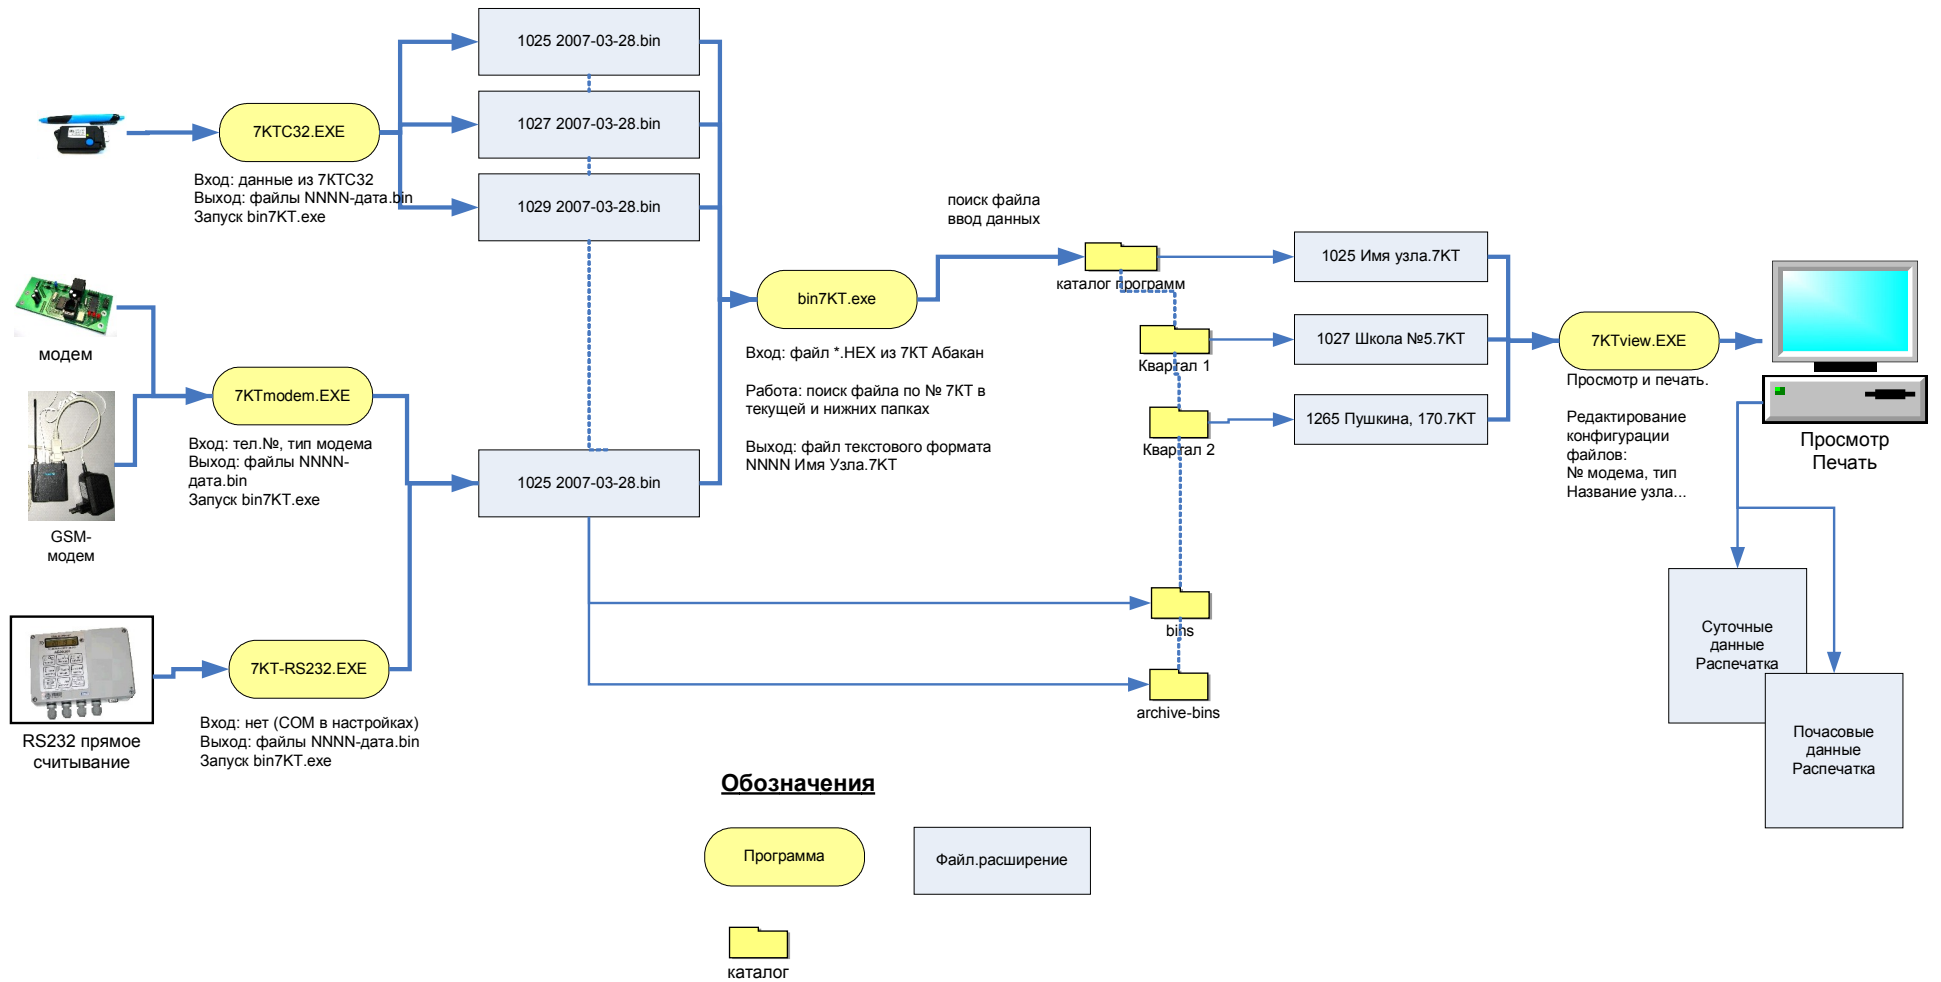 1025 2007-03-28.bin
1027 2007-03-28.bin
1029 2007-03-28.bin
7KTC32.EXE
Вход: данные из 7КТС32
Выход: файлы NNNN-дата.bin
Запуск bin7KT.exe
модем
GSM-
модем
7KTmodem.EXE
Вход: тел.№, тип модема
Выход: файлы NNNN-
дата.bin
Запуск bin7KT.exe
1025 2007-03-28.bin
RS232 прямое
считывание
7KT-RS232.EXE
Вход: нет (COM в настройках)
Выход: файлы NNNN-дата.bin
Запуск bin7KT.exe
bin7KT.exe
Вход: файл *.HEX из 7КТ Абакан
Работа: поиск файла по № 7КТ в
текущей и нижних папках
Выход: файл текстового формата
NNNN Имя Узла.7KT
поиск файла
ввод данных
каталог программ
Квартал 1
Квартал 2
bins
archive-bins
1025 Имя узла.7KT
1027 Школа №5.7KT
1265 Пушкина, 170.7KT
7KTview.EXE
Просмотр и печать.
Редактирование
конфигурации
файлов:
№ модема, тип
Название узла...
Просмотр
Печать
Суточные
данные
Распечатка
Почасовые
данные
Распечатка
Обозначения
Программа
Файл.расширение
каталог